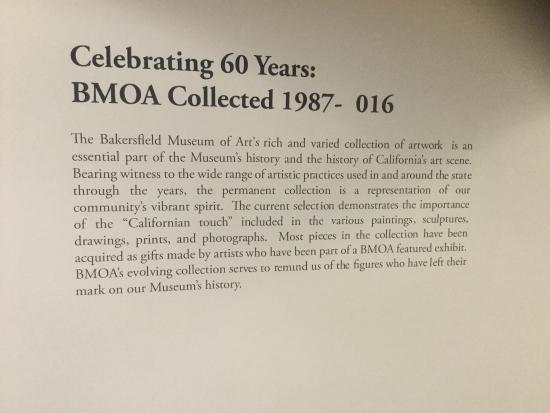 Celebrating 60 Years:
BMOA Collected 1987- 016
The Bakersfield Museum of Art's rich and varied collection of artwork is an
essential part of the Museum's history and the history of California's art scene.
Bearing witness to the wide range of artistic practices used in and around the state
through the years, the permanent collection is a representation of our
community's vibrant spirit. The current selection demonstrates the importance
of the “Californian touch” included in the various paintings, sculptures,
drawings, prints, and photographs. Most pieces in the collection have been
acquired as gifts made by artists who have been part of a BMOA featured exhibit.
BMOA's evolving collection serves to remind us of the figures who have left their
mark on our Museum's history.